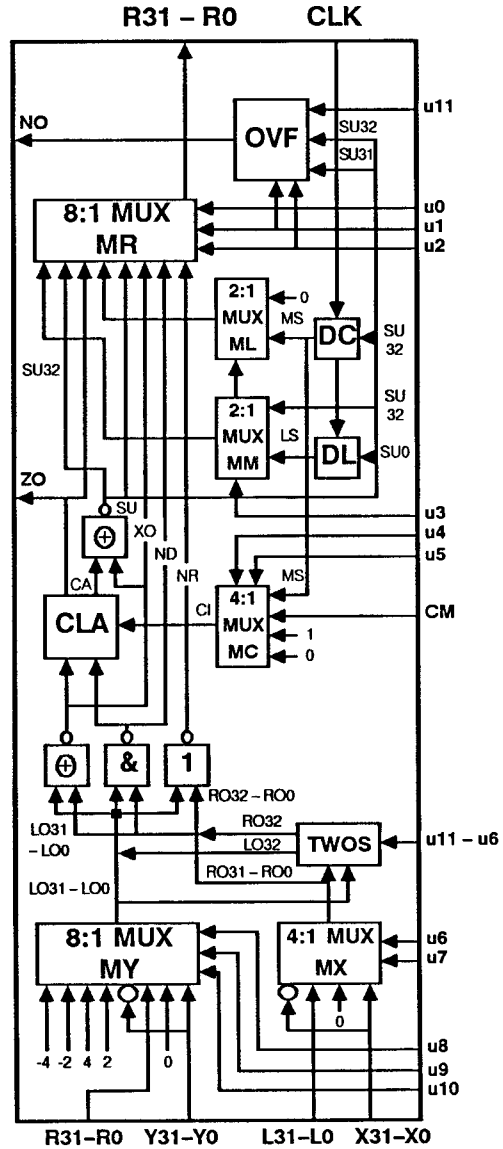 R31 – R0 CLK
u11
NO
OVF
SU32
SU31
8:1 MUX
MR
u0
u1
u2
2:1
MUX
ML
0
MS
DC
SU
32
SU32
2:1
MUX
MM
SU
32
LS
DL
SU0
ZO
u3
SU
XO
ND
NR
u4
u5
CA
MS
CLA
CI
4:1
MUX
MC
CM
1
0
& 1
RO32 – RO0
LO31
– LO0
RO32
LO32
TWOS
u11 – u6
RO31 – RO0
LO31 – LO0
8:1 MUX
MY
4:1 MUX
MX
u6
u7
-4 -2 4 2 0
0
u8
u9
u10
R31–R0 Y31–Y0 L31–L0 X31–X0